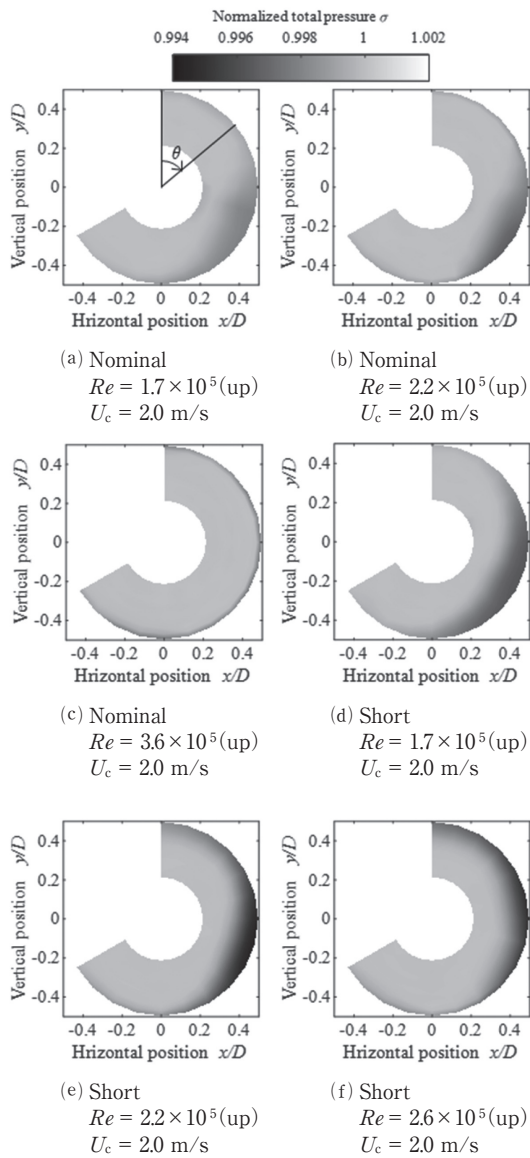 Normalized total pressure σ
0.994 0.996 0.998 1 1.002
Vertical position y/D
0.4
0.2
0
-0.2
-0.4
θ
-0.4 -0.2 0 0.2 0.4
Hrizontal position x/D
(a) Nominal
Re = 1.7 × 10⁵ (up)
U_c = 2.0 m/s
Vertical position y/D
0.4
0.2
0
-0.2
-0.4
-0.4 -0.2 0 0.2 0.4
Hrizontal position x/D
(b) Nominal
Re = 2.2 × 10⁵ (up)
U_c = 2.0 m/s
Vertical position y/D
0.4
0.2
0
-0.2
-0.4
-0.4 -0.2 0 0.2 0.4
Hrizontal position x/D
(c) Nominal
Re = 3.6 × 10⁵ (up)
U_c = 2.0 m/s
Vertical position y/D
0.4
0.2
0
-0.2
-0.4
-0.4 -0.2 0 0.2 0.4
Hrizontal position x/D
(d) Short
Re = 1.7 × 10⁵ (up)
U_c = 2.0 m/s
Vertical position y/D
0.4
0.2
0
-0.2
-0.4
-0.4 -0.2 0 0.2 0.4
Hrizontal position x/D
(e) Short
Re = 2.2 × 10⁵ (up)
U_c = 2.0 m/s
Vertical position y/D
0.4
0.2
0
-0.2
-0.4
-0.4 -0.2 0 0.2 0.4
Hrizontal position x/D
(f) Short
Re = 2.6 × 10⁵ (up)
U_c = 2.0 m/s